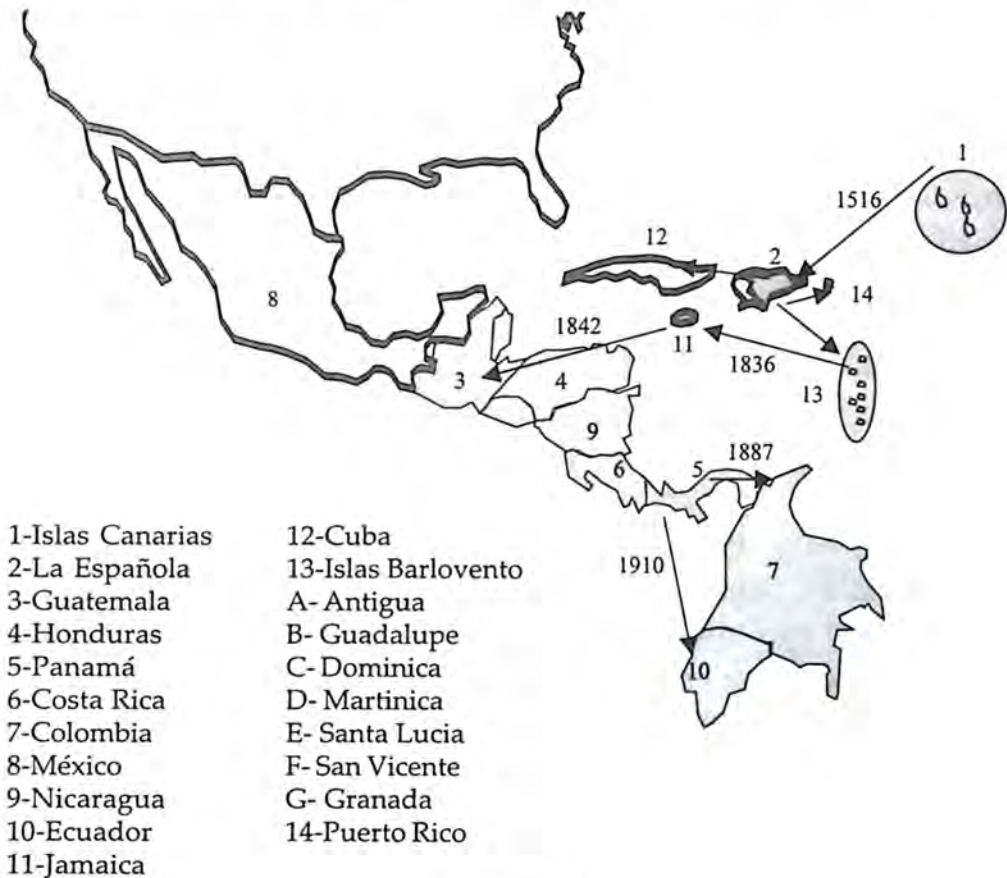 1
1516
12
2
8
14
1842
11
1836
3
4
13
9
1887
6
5
1910
7
10
1-Islas Canarias
2-La Española
3-Guatemala
4-Honduras
5-Panamá
6-Costa Rica
7-Colombia
8-México
9-Nicaragua
10-Ecuador
11-Jamaica
12-Cuba
13-Islas Barlovento
A- Antigua
B- Guadalupe
C- Dominica
D- Martinica
E- Santa Lucia
F- San Vicente
G- Granada
14-Puerto Rico